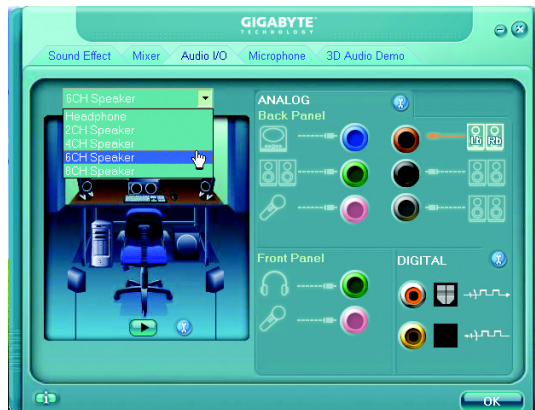 GIGABYTE
TECHNOLOGY
Sound Effect
Mixer
Audio I/O
Microphone
3D Audio Demo
6CH Speaker
Headphone
2CH Speaker
4CH Speaker
6CH Speaker
8CH Speaker
ANALOG
Back Panel
Lb Rb
Front Panel
DIGITAL
i
OK